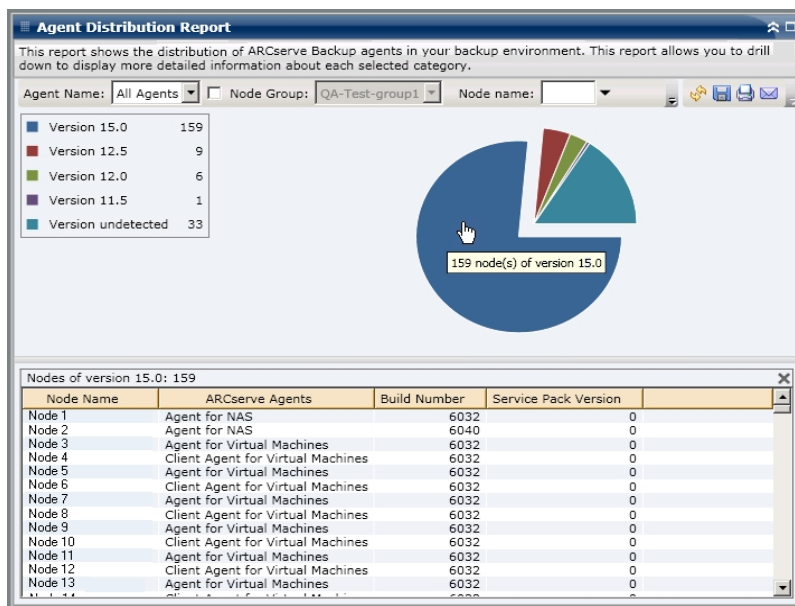 Agent Distribution Report
This report shows the distribution of ARCserve Backup agents in your backup environment. This report allows you to drill
down to display more detailed information about each selected category.
Agent Name: All Agents Node Group: QA-Test-group1 Node name:
Version 15.0 159
Version 12.5 9
Version 12.0 6
Version 11.5 1
Version undetected 33
159 node(s) of version 15.0
Nodes of version 15.0: 159
Node Name ARCserve Agents Build Number Service Pack Version
Node 1 Agent for NAS 6032 0
Node 2 Agent for NAS 6040 0
Node 3 Agent for Virtual Machines 6032 0
Node 4 Client Agent for Virtual Machines 6032 0
Node 5 Agent for Virtual Machines 6032 0
Node 6 Client Agent for Virtual Machines 6032 0
Node 7 Agent for Virtual Machines 6032 0
Node 8 Client Agent for Virtual Machines 6032 0
Node 9 Agent for Virtual Machines 6032 0
Node 10 Client Agent for Virtual Machines 6032 0
Node 11 Agent for Virtual Machines 6032 0
Node 12 Client Agent for Virtual Machines 6032 0
Node 13 Agent for Virtual Machines 6032 0